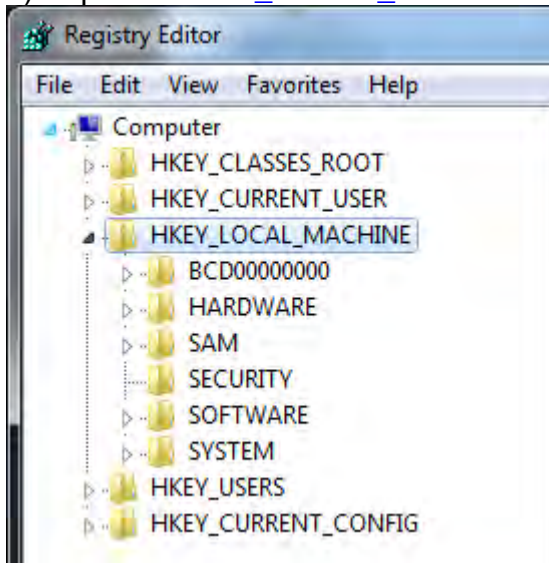 Registry Editor
File Edit View Favorites Help
Computer
HKEY_CLASSES_ROOT
HKEY_CURRENT_USER
HKEY_LOCAL_MACHINE
BCD00000000
HARDWARE
SAM
SECURITY
SOFTWARE
SYSTEM
HKEY_USERS
HKEY_CURRENT_CONFIG